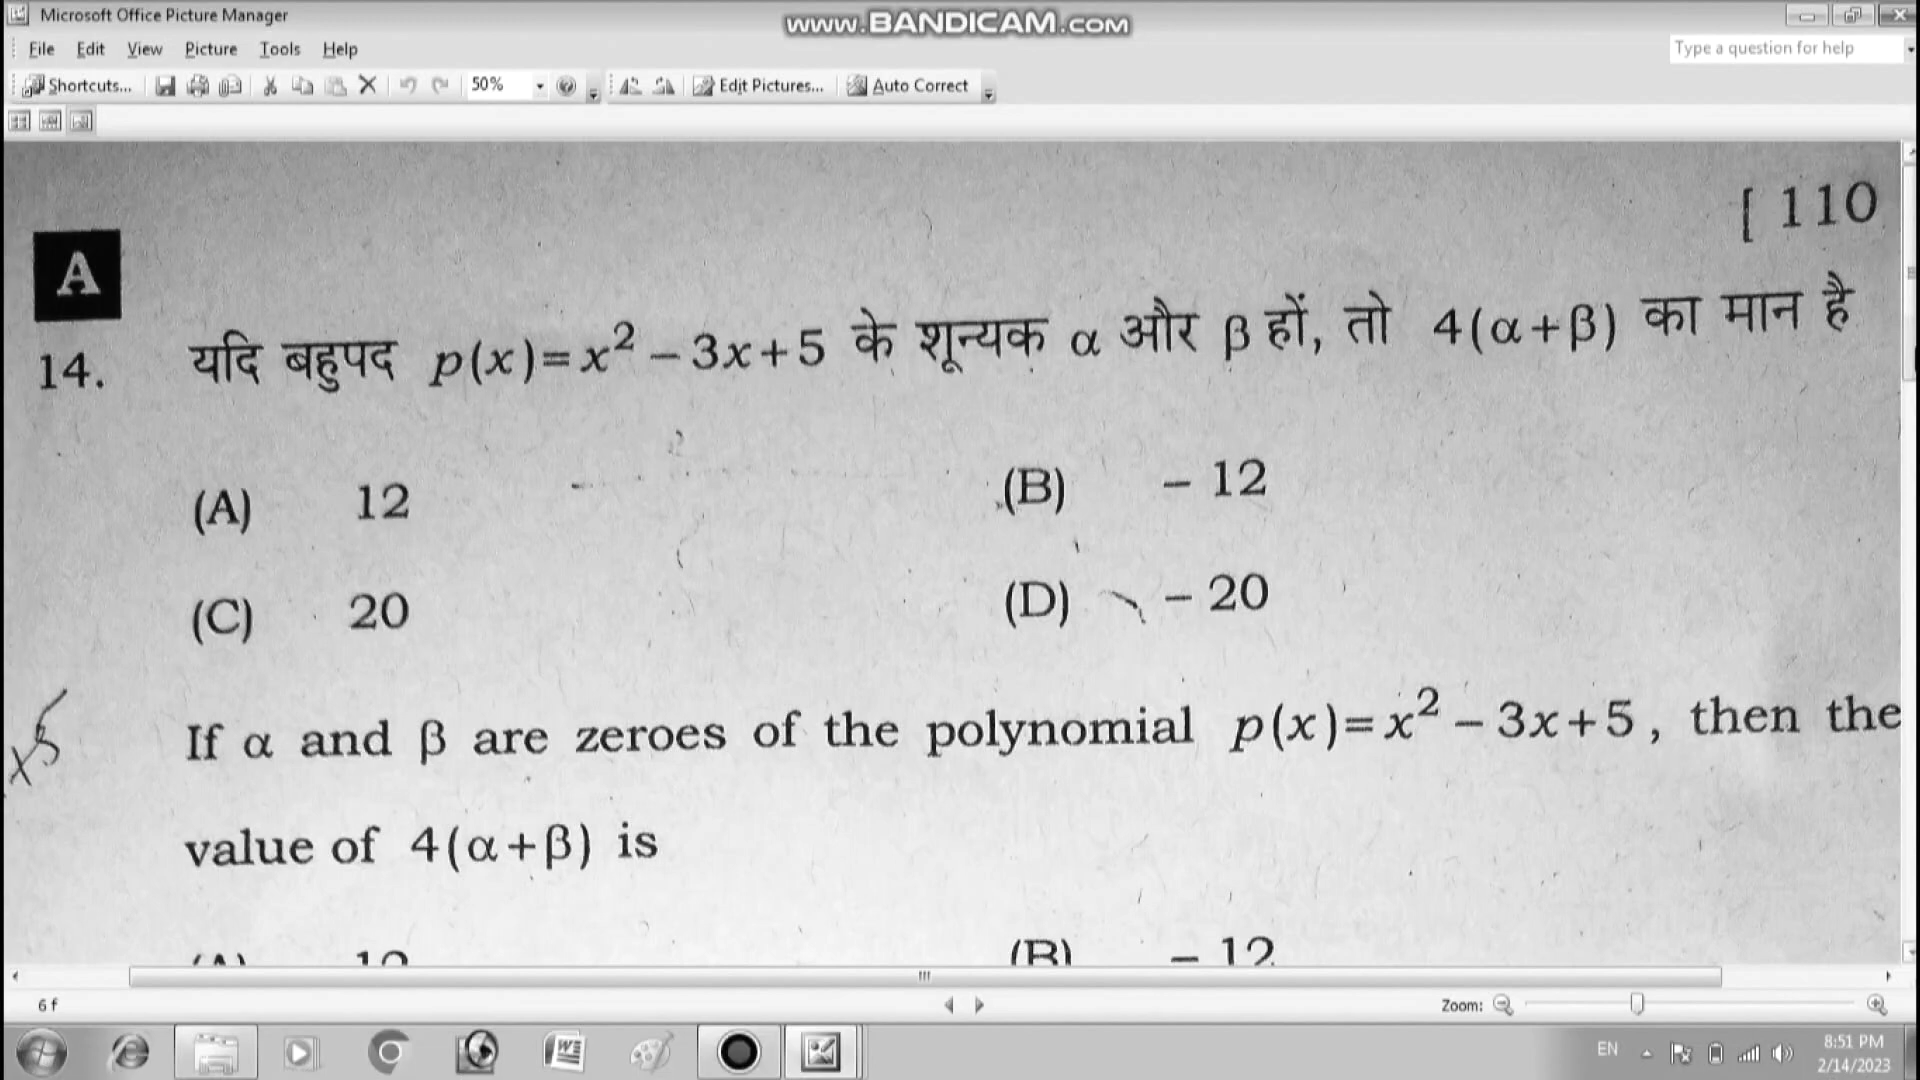 Microsoft Office Picture Manager
www.BANDICAM.com
File Edit View Picture Tools Help
Type a question for help
Shortcuts... 50% Edit Pictures... Auto Correct
[ 110
A
14. यदि बहुपद p(x)=x² – 3x+5 के शून्यक α और β हों, तो 4(α+β) का मान है
(A) 12 (B) – 12
(C) 20 (D) – 20
If α and β are zeroes of the polynomial p(x)=x² – 3x+5, then the
value of 4(α+β) is
(A) 12 (B) – 12
6 f Zoom:
EN 8:51 PM
2/14/2023